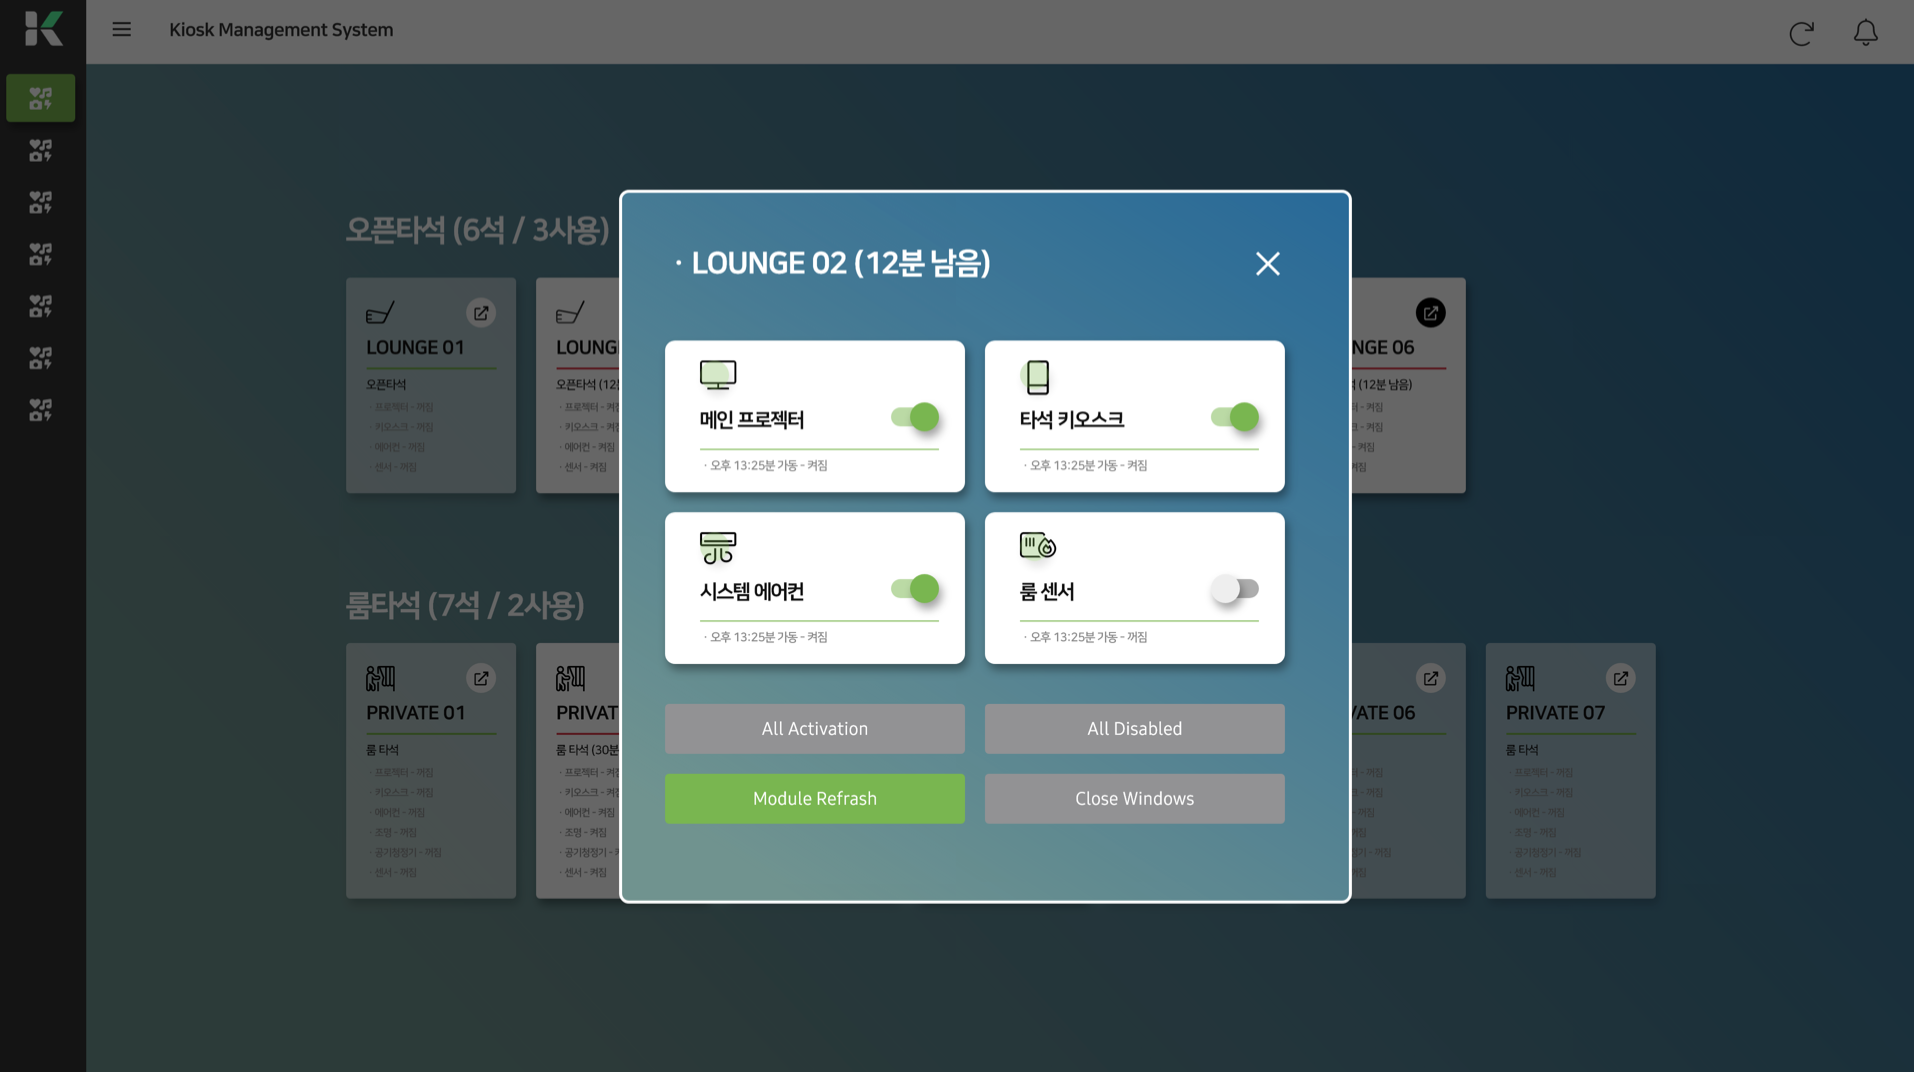 Kiosk Management System
오픈타석 (6석 / 3사용)
LOUNGE 01
오픈타석
· 프로젝터 - 꺼짐
· 키오스크 - 꺼짐
· 에어컨 - 꺼짐
· 센서 - 꺼짐
LOUNG
오픈타석 (12
· 프로젝터 - 켜
· 키오스크 - 켜짐
· 에어컨 - 켜짐
· 센서 - 켜짐
NGE 06
(12분 남음)
- 켜짐
- 켜짐
- 켜짐
켜짐
· LOUNGE 02 (12분 남음)
메인 프로젝터
· 오후 13:25분 가동 - 켜짐
타석 키오스크
· 오후 13:25분 가동 - 켜짐
시스템 에어컨
· 오후 13:25분 가동 - 켜짐
룸 센서
· 오후 13:25분 가동 - 꺼짐
All Activation
All Disabled
Module Refrash
Close Windows
룸타석 (7석 / 2사용)
PRIVATE 01
룸 타석
· 프로젝터 - 꺼짐
· 키오스크 - 꺼짐
· 에어컨 - 꺼짐
· 조명 - 꺼짐
· 공기청정기 - 꺼짐
· 센서 - 꺼짐
PRIVAT
룸 타석 (30분
· 프로젝터 - 켜
· 키오스크 - 켜짐
· 에어컨 - 켜짐
· 조명 - 켜짐
· 공기청정기 -
· 센서 - 켜짐
ATE 06
- 꺼짐
- 꺼짐
- 꺼짐
꺼짐
- 꺼짐
꺼짐
PRIVATE 07
룸 타석
· 프로젝터 - 꺼짐
· 키오스크 - 꺼짐
· 에어컨 - 꺼짐
· 조명 - 꺼짐
· 공기청정기 - 꺼짐
· 센서 - 꺼짐